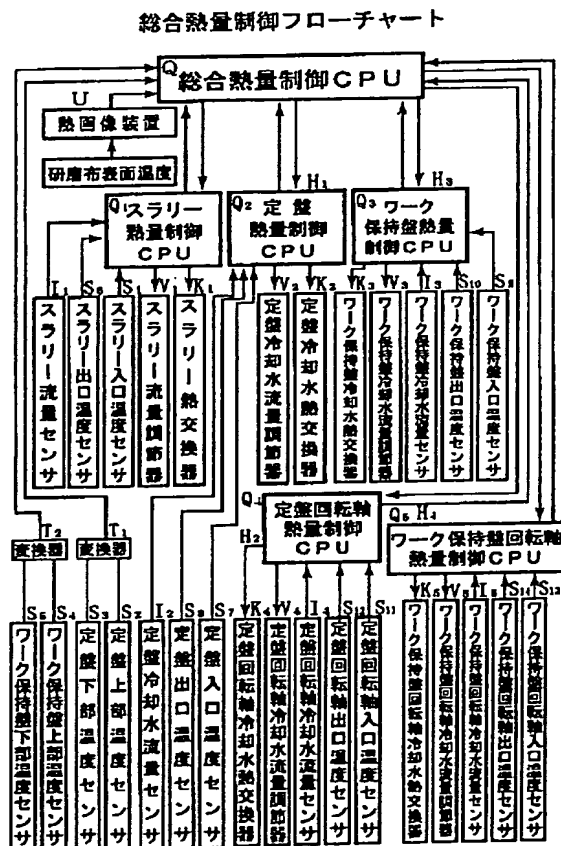 総合熱量制御フローチャート
Q
総合熱量制御CPU
U
熱画像装置
研磨布表面温度
Q1
スラリー
熱量制御
CPU
H1
Q2
定盤
熱量制御
CPU
H3
Q3
ワーク
保持盤熱量
制御CPU
I1
スラリー流量センサ
S6
スラリー出口温度センサ
S1
スラリー入口温度センサ
V1
スラリー流量調節器
K1
スラリー熱交換器
V2
定盤冷却水流量調節器
K2
定盤冷却水熱交換器
K3
ワーク保持盤冷却水熱交換器
V3
ワーク保持盤冷却水流量調節器
I3
ワーク保持盤冷却水流量センサ
S10
ワーク保持盤出口温度センサ
ワーク保持盤入口温度センサ
H2
定盤回転軸
熱量制御
CPU
Q5
H4
ワーク保持盤回転軸
熱量制御CPU
T2
変換器
T1
変換器
S5
ワーク保持盤下部温度センサ
S4
ワーク保持盤上部温度センサ
S3
定盤下部温度センサ
S2
定盤上部温度センサ
I2
定盤冷却水流量センサ
S8
定盤出口温度センサ
S7
定盤入口温度センサ
K4
定盤回転軸冷却水熱交換器
V4
定盤回転軸冷却水流量調節器
I4
定盤回転軸冷却水流量センサ
S12
定盤回転軸出口温度センサ
S11
定盤回転軸入口温度センサ
K5
ワーク保持盤回転軸冷却水熱交換器
V5
ワーク保持盤回転軸冷却水流量調節器
I5
ワーク保持盤回転軸冷却水流量センサ
S14
ワーク保持盤回転軸出口温度センサ
S13
ワーク保持盤回転軸入口温度センサ